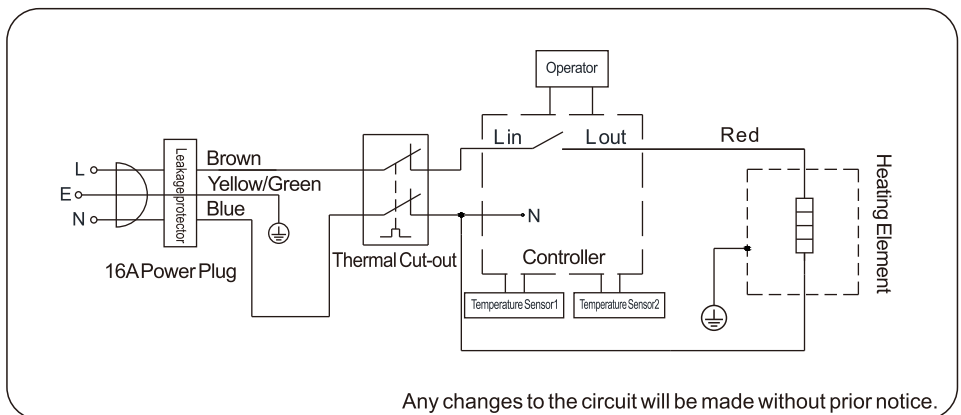 Operator
Lin
Lout
Red
L
E
N
Leakageprotector
Brown
Yellow/Green
Blue
16A Power Plug
Thermal Cut-out
N
Controller
Temperature Sensor1
Temperature Sensor2
Heating Element
Any changes to the circuit will be made without prior notice.